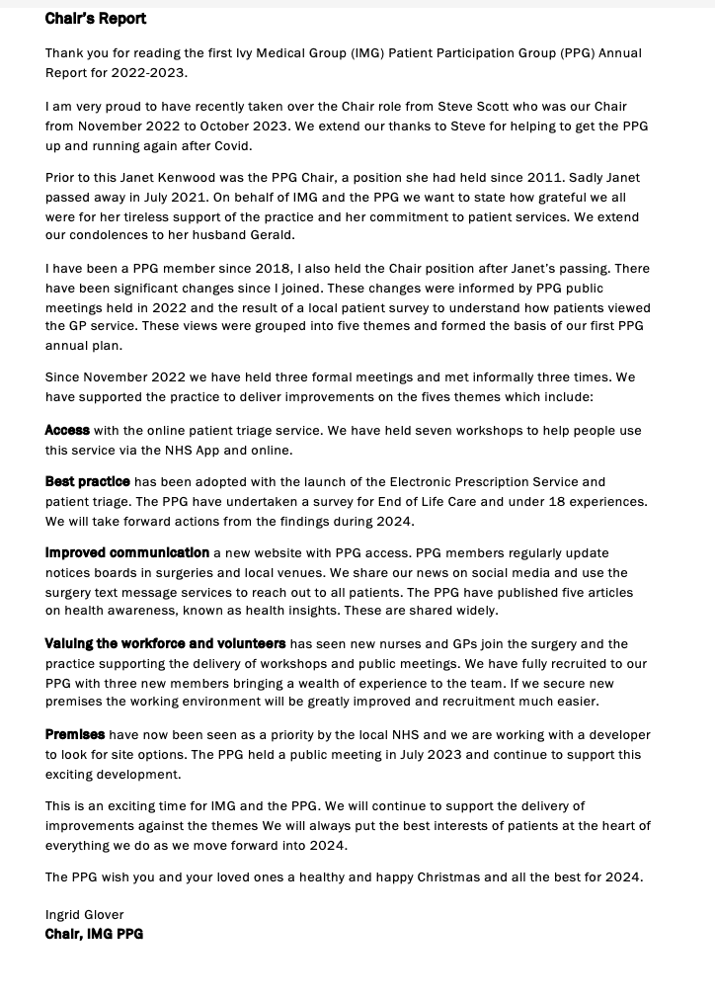 Chair's Report
Thank you for reading the first Ivy Medical Group (IMG) Patient Participation Group (PPG) Annual
Report for 2022-2023.
I am very proud to have recently taken over the Chair role from Steve Scott who was our Chair
from November 2022 to October 2023. We extend our thanks to Steve for helping to get the PPG
up and running again after Covid.
Prior to this Janet Kenwood was the PPG Chair, a position she had held since 2011. Sadly Janet
passed away in July 2021. On behalf of IMG and the PPG we want to state how grateful we all
were for her tireless support of the practice and her commitment to patient services. We extend
our condolences to her husband Gerald.
I have been a PPG member since 2018, I also held the Chair position after Janet's passing. There
have been significant changes since I joined. These changes were informed by PPG public
meetings held in 2022 and the result of a local patient survey to understand how patients viewed
the GP service. These views were grouped into five themes and formed the basis of our first PPG
annual plan.
Since November 2022 we have held three formal meetings and met informally three times. We
have supported the practice to deliver improvements on the fives themes which include:
Access with the online patient triage service. We have held seven workshops to help people use
this service via the NHS App and online.
Best practice has been adopted with the launch of the Electronic Prescription Service and
patient triage. The PPG have undertaken a survey for End of Life Care and under 18 experiences.
We will take forward actions from the findings during 2024.
Improved communication a new website with PPG access. PPG members regularly update
notices boards in surgeries and local venues. We share our news on social media and use the
surgery text message services to reach out to all patients. The PPG have published five articles
on health awareness, known as health insights. These are shared widely.
Valuing the workforce and volunteers has seen new nurses and GPs join the surgery and the
practice supporting the delivery of workshops and public meetings. We have fully recruited to our
PPG with three new members bringing a wealth of experience to the team. If we secure new
premises the working environment will be greatly improved and recruitment much easier.
Premises have now been seen as a priority by the local NHS and we are working with a developer
to look for site options. The PPG held a public meeting in July 2023 and continue to support this
exciting development.
This is an exciting time for IMG and the PPG. We will continue to support the delivery of
improvements against the themes We will always put the best interests of patients at the heart of
everything we do as we move forward into 2024.
The PPG wish you and your loved ones a healthy and happy Christmas and all the best for 2024.
Ingrid Glover
Chair, IMG PPG